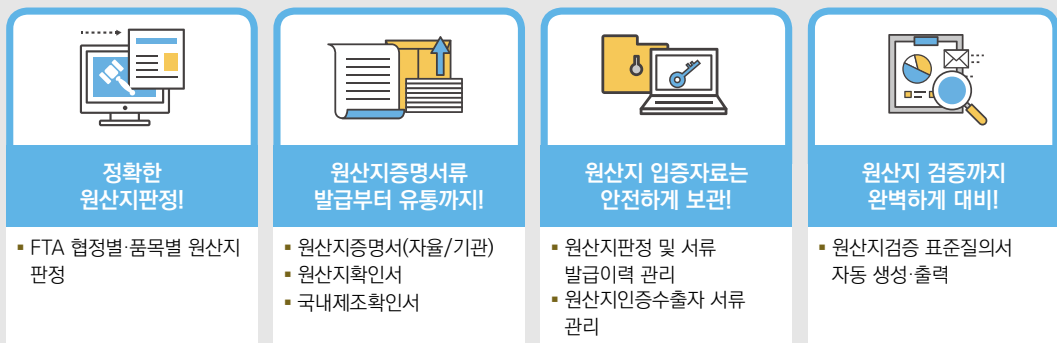 정확한
원산지판정!
▪ FTA 협정별·품목별 원산지
판정
원산지증명서류
발급부터 유통까지!
▪ 원산지증명서(자율/기관)
▪ 원산지확인서
▪ 국내제조확인서
원산지 입증자료는
안전하게 보관!
▪ 원산지판정 및 서류
발급이력 관리
▪ 원산지인증수출자 서류
관리
원산지 검증까지
완벽하게 대비!
▪ 원산지검증 표준질의서
자동 생성·출력